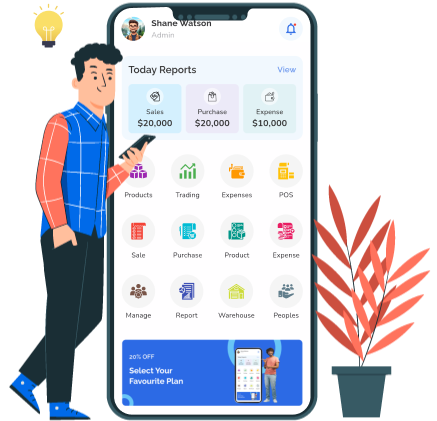 Shane Watson
Admin
Today Reports View
Sales Purchase Expense
$20,000 $20,000 $10,000
Products Trading Expenses POS
Sale Purchase Product Expense
Manage Report Warehouse Peoples
20% OFF
Select Your
Favourite Plan